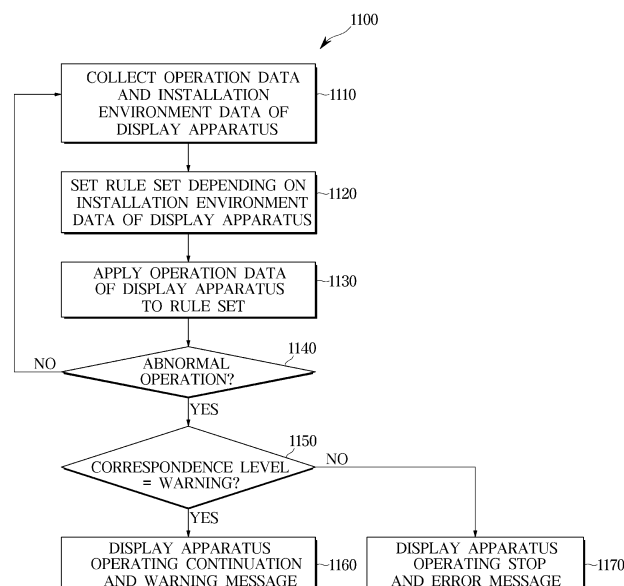 1100
COLLECT OPERATION DATA
AND INSTALLATION
ENVIRONMENT DATA OF
DISPLAY APPARATUS
1110
SET RULE SET DEPENDING ON
INSTALLATION ENVIRONMENT
DATA OF DISPLAY APPARATUS
1120
APPLY OPERATION DATA
OF DISPLAY APPARATUS
TO RULE SET
1130
1140
NO
ABNORMAL
OPERATION?
YES
1150
NO
CORRESPONDENCE LEVEL
= WARNING?
YES
DISPLAY APPARATUS
OPERATING CONTINUATION
AND WARNING MESSAGE
1160
DISPLAY APPARATUS
OPERATING STOP
AND ERROR MESSAGE
1170